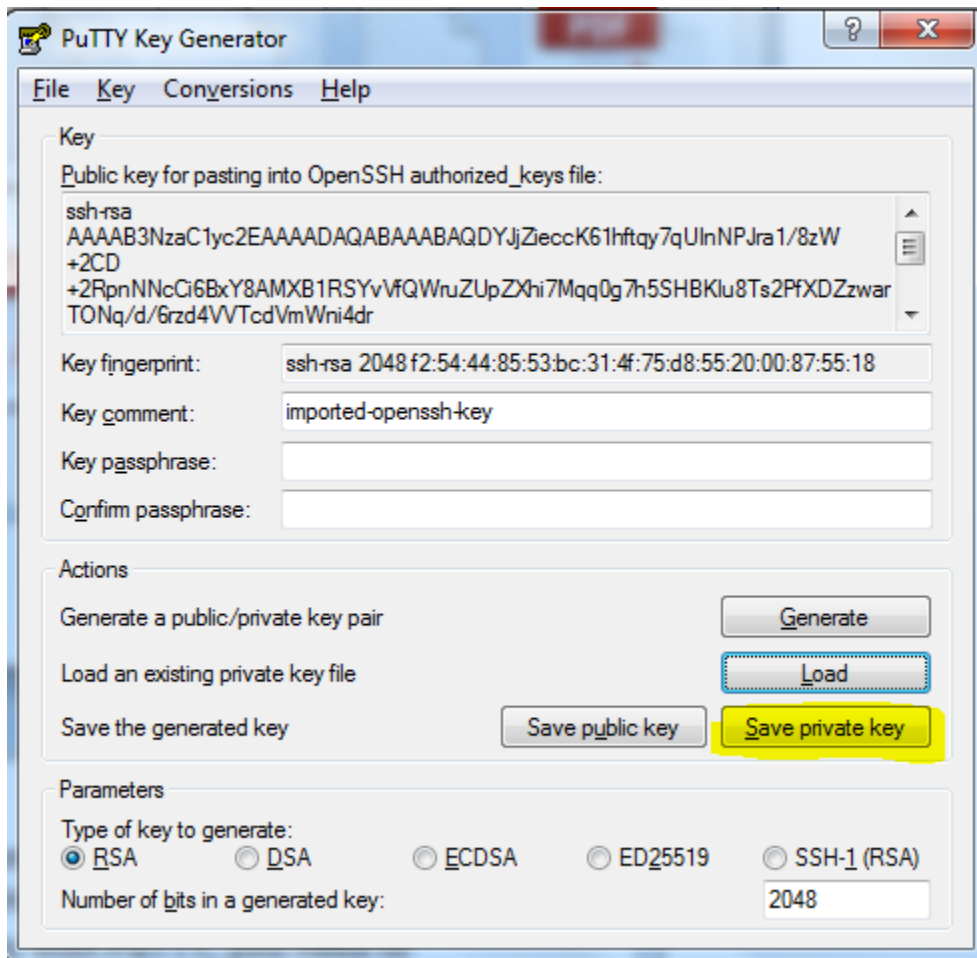 PuTTY Key Generator
File Key Conversions Help
Key
Public key for pasting into OpenSSH authorized_keys file:
ssh-rsa
AAAAB3NzaC1yc2EAAAADAQABAAABAQDYJjZieccK61hftqy7qUlnNPJra1/8zW
+2CD
+2RpnNNcCi6BxY8AMXB1RSYvVfQWruZUpZXhi7Mqq0g7h5SHBKlu8Ts2PfXDZzwar
TONq/d/6rzd4VVTcdVmWni4dr
Key fingerprint: ssh-rsa 2048 f2:54:44:85:53:bc:31:4f:75:d8:55:20:00:87:55:18
Key comment: imported-openssh-key
Key passphrase:
Confirm passphrase:
Actions
Generate a public/private key pair Generate
Load an existing private key file Load
Save the generated key Save public key Save private key
Parameters
Type of key to generate:
RSA DSA ECDSA ED25519 SSH-1 (RSA)
Number of bits in a generated key: 2048